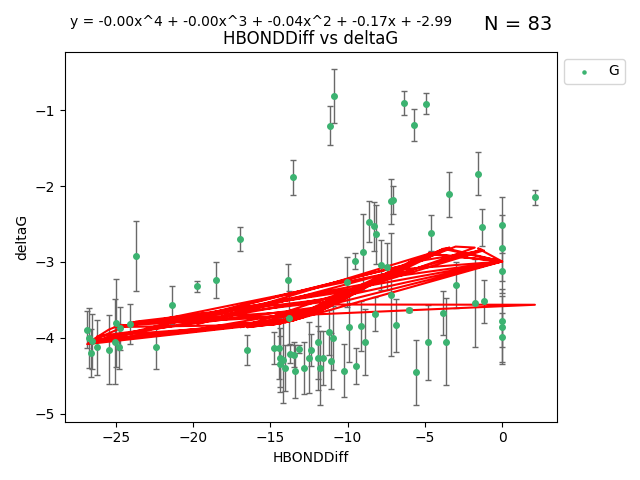 y = -0.00x^4 + -0.00x^3 + -0.04x^2 + -0.17x + -2.99
N = 83
HBONDDiff vs deltaG
G
deltaG
−1
−2
−3
−4
−5
−25 −20 −15 −10 −5 0
HBONDDiff